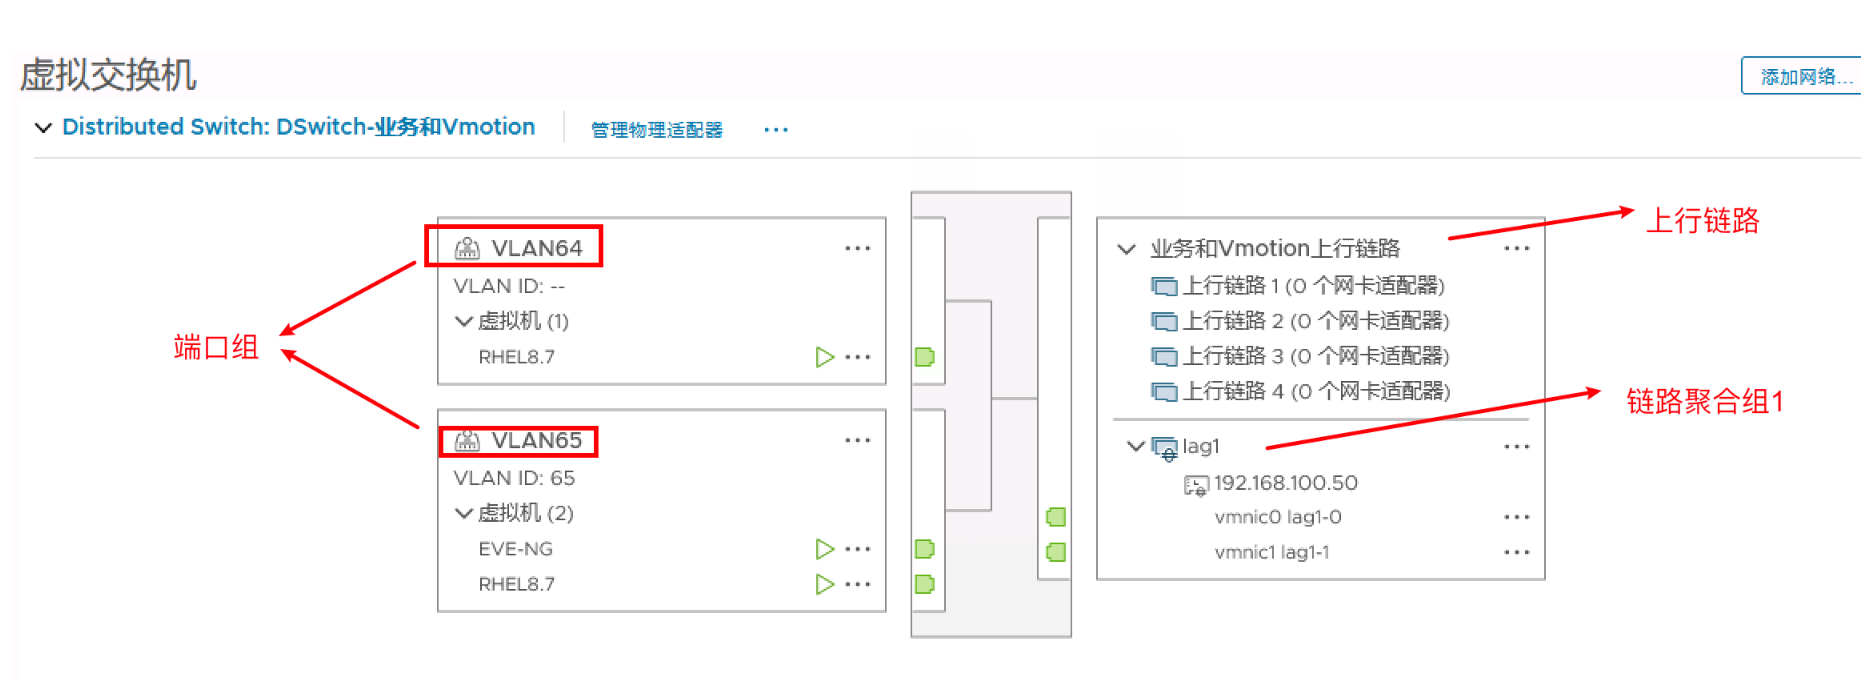 虚拟交换机
添加网络...
Distributed Switch: DSwitch-业务和Vmotion
管理物理适配器
...
端口组
VLAN64
...
VLAN ID: --
虚拟机 (1)
RHEL8.7
...
VLAN65
...
VLAN ID: 65
虚拟机 (2)
EVE-NG
...
RHEL8.7
...
业务和Vmotion上行链路
...
上行链路 1 (0 个网卡适配器)
上行链路 2 (0 个网卡适配器)
上行链路 3 (0 个网卡适配器)
上行链路 4 (0 个网卡适配器)
lag1
...
192.168.100.50
vmnic0 lag1-0
...
vmnic1 lag1-1
...
上行链路
链路聚合组1